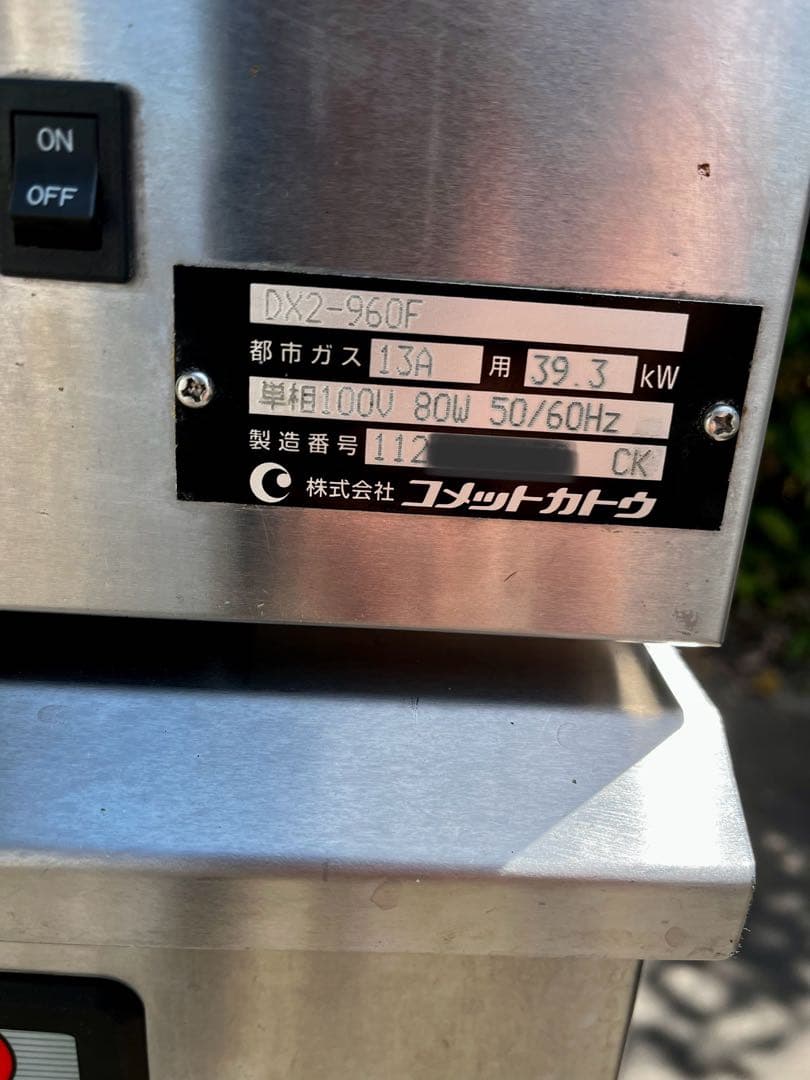 ON
OFF
DX2-960F
都市ガス 13A 用 39.3 kW
単相100V 80W 50/60Hz
製造番号 112 CK
株式会社 コメットカトウ